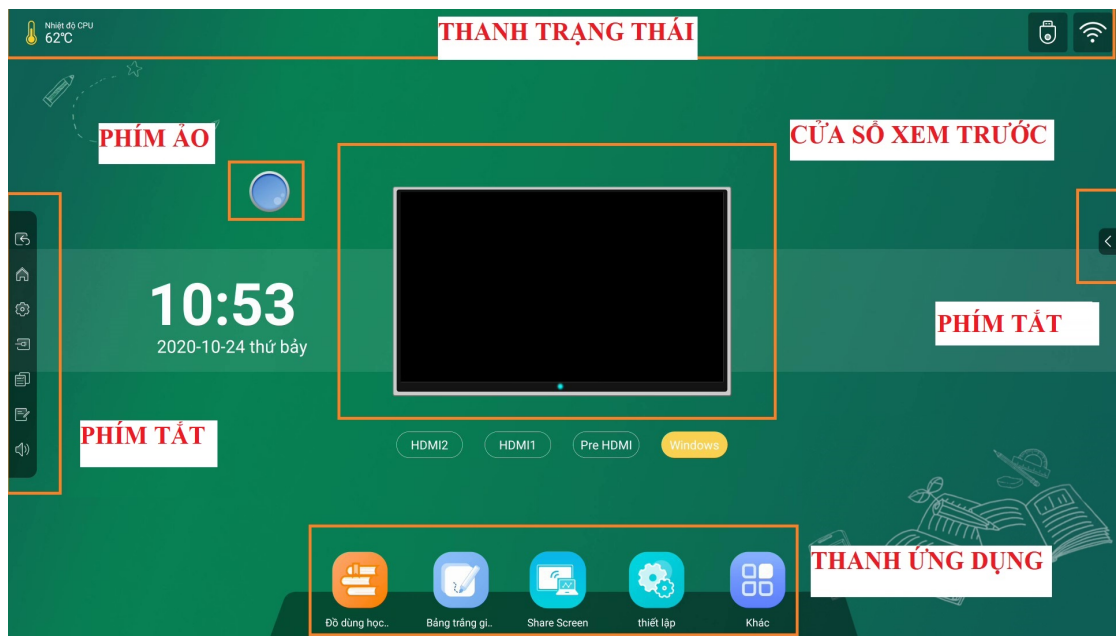 Nhiệt độ CPU
62℃
THANH TRẠNG THÁI
PHÍM ẢO
CỬA SỔ XEM TRƯỚC
10:53
2020-10-24 thứ bảy
PHÍM TẮT
PHÍM TẮT
HDMI2 HDMI1 Pre HDMI Windows
THANH ỨNG DỤNG
Đồ dùng học.. Bảng trắng gi.. Share Screen thiết lập Khác